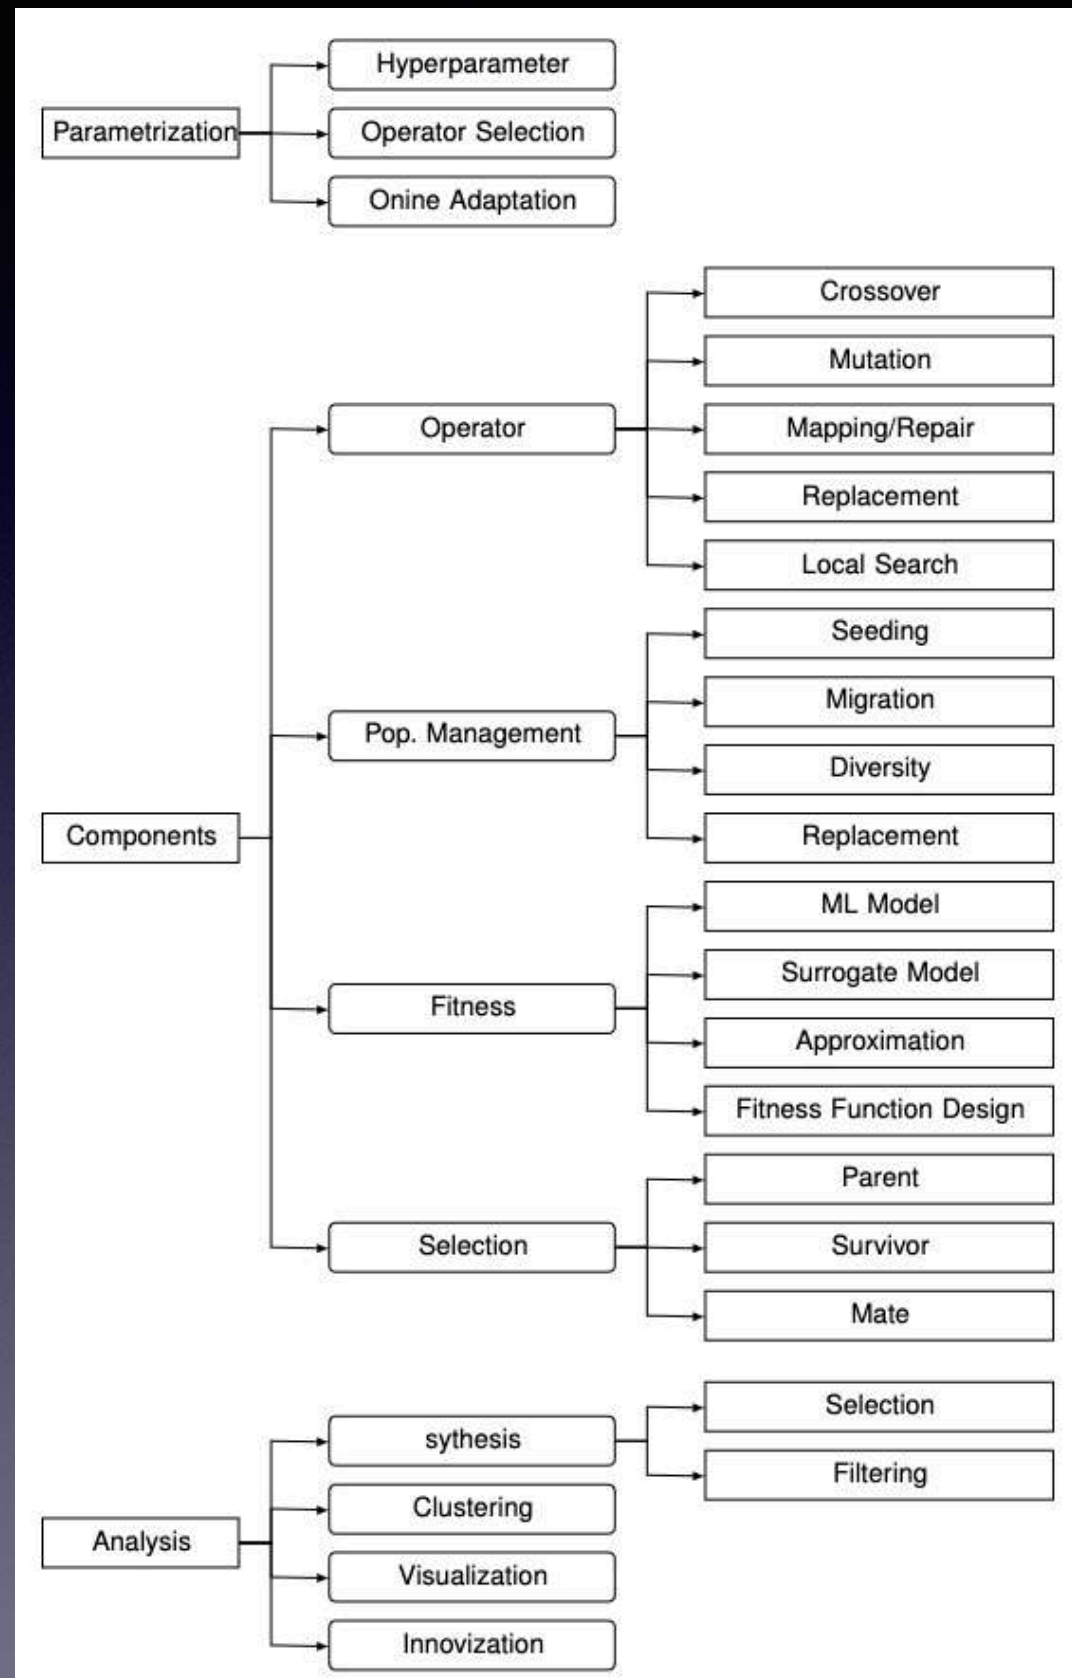 Hyperparameter
Parametrization
Operator Selection
Onine Adaptation
Crossover
Mutation
Operator
Mapping/Repair
Replacement
Local Search
Seeding
Migration
Pop. Management
Diversity
Components
Replacement
ML Model
Surrogate Model
Fitness
Approximation
Fitness Function Design
Parent
Selection
Survivor
Mate
Selection
sythesis
Filtering
Clustering
Analysis
Visualization
Innovization